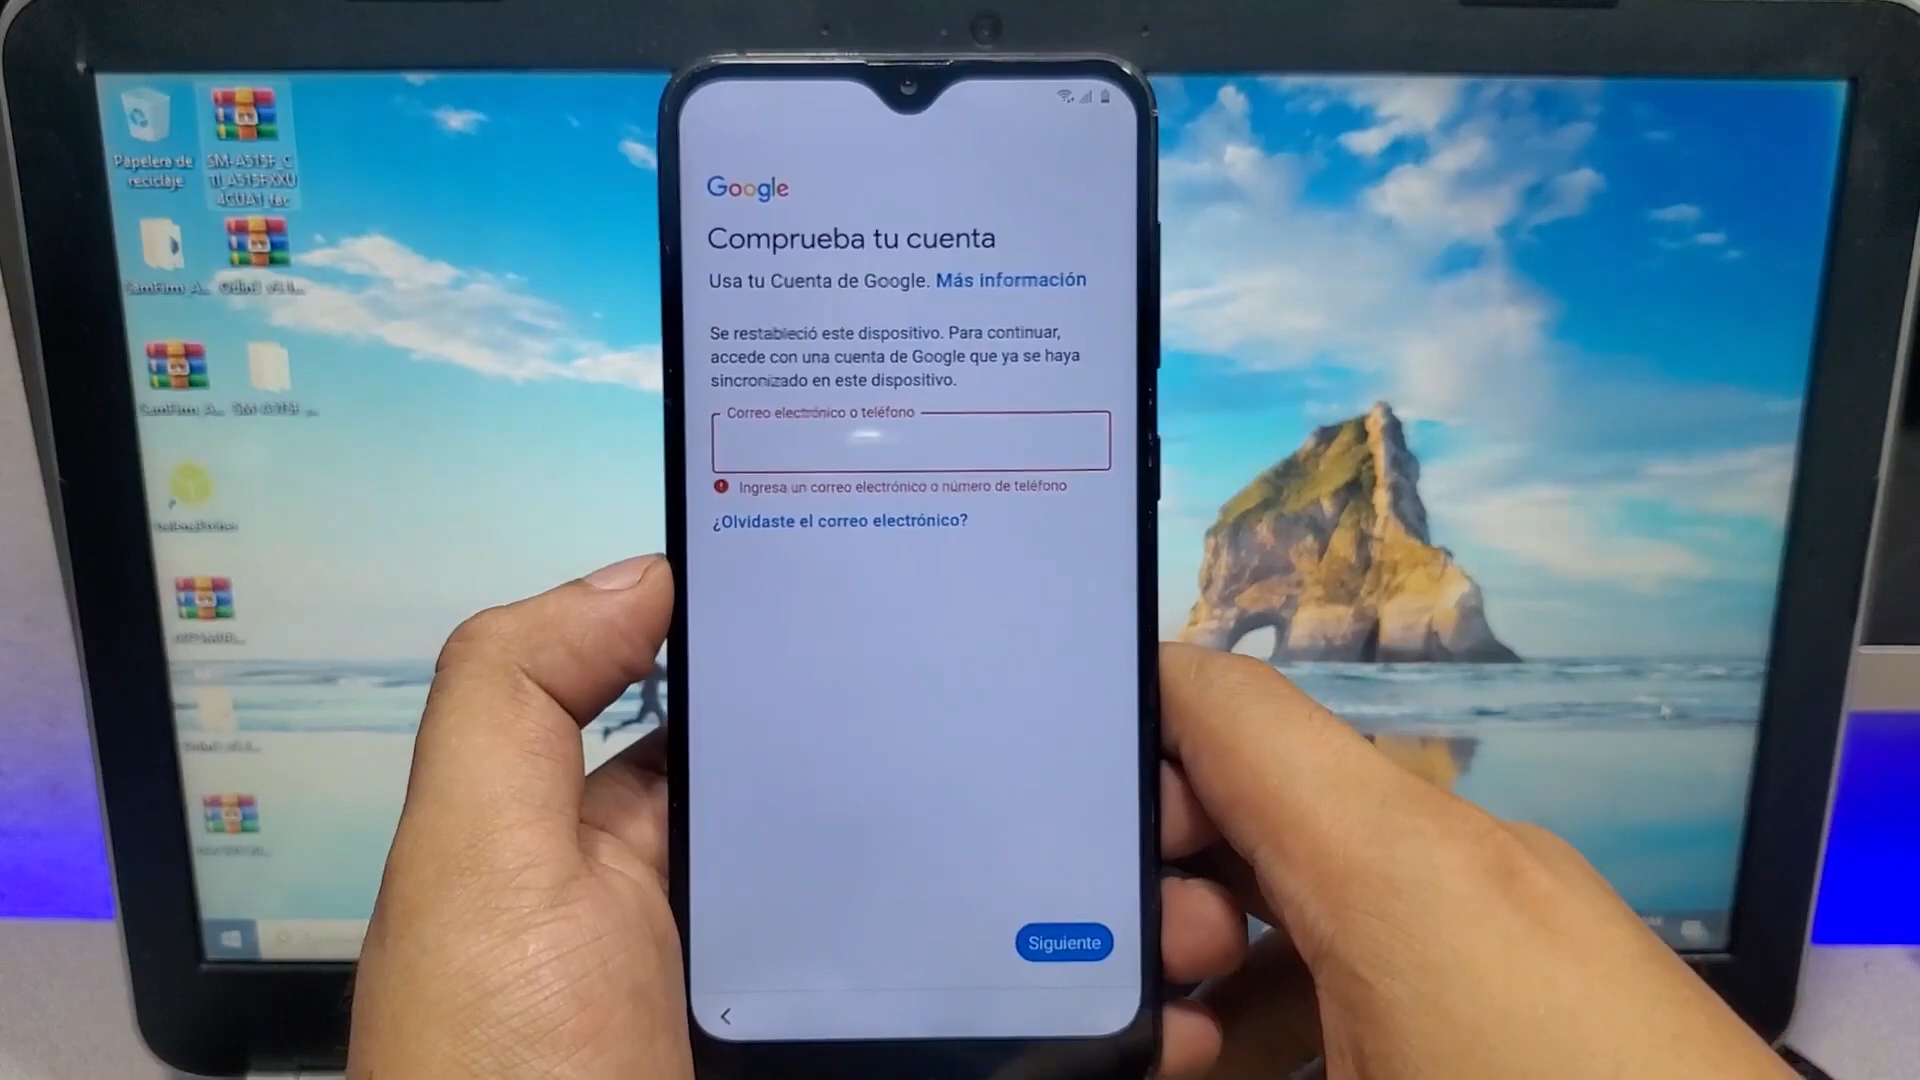 Papelera de
reciclaje
Google
Comprueba tu cuenta
Usa tu Cuenta de Google. Más información
Se restableció este dispositivo. Para continuar,
accede con una cuenta de Google que ya se haya
sincronizado en este dispositivo.
Correo electrónico o teléfono
Ingresa un correo electrónico o número de teléfono
¿Olvidaste el correo electrónico?
Siguiente